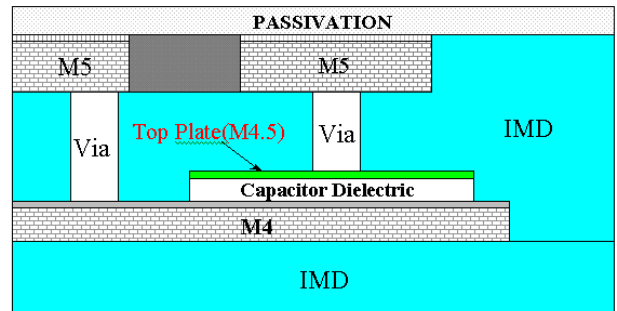 PASSIVATION
M5
M5
Top Plate(M4.5)
IMD
Via
Via
Capacitor Dielectric
M4
IMD